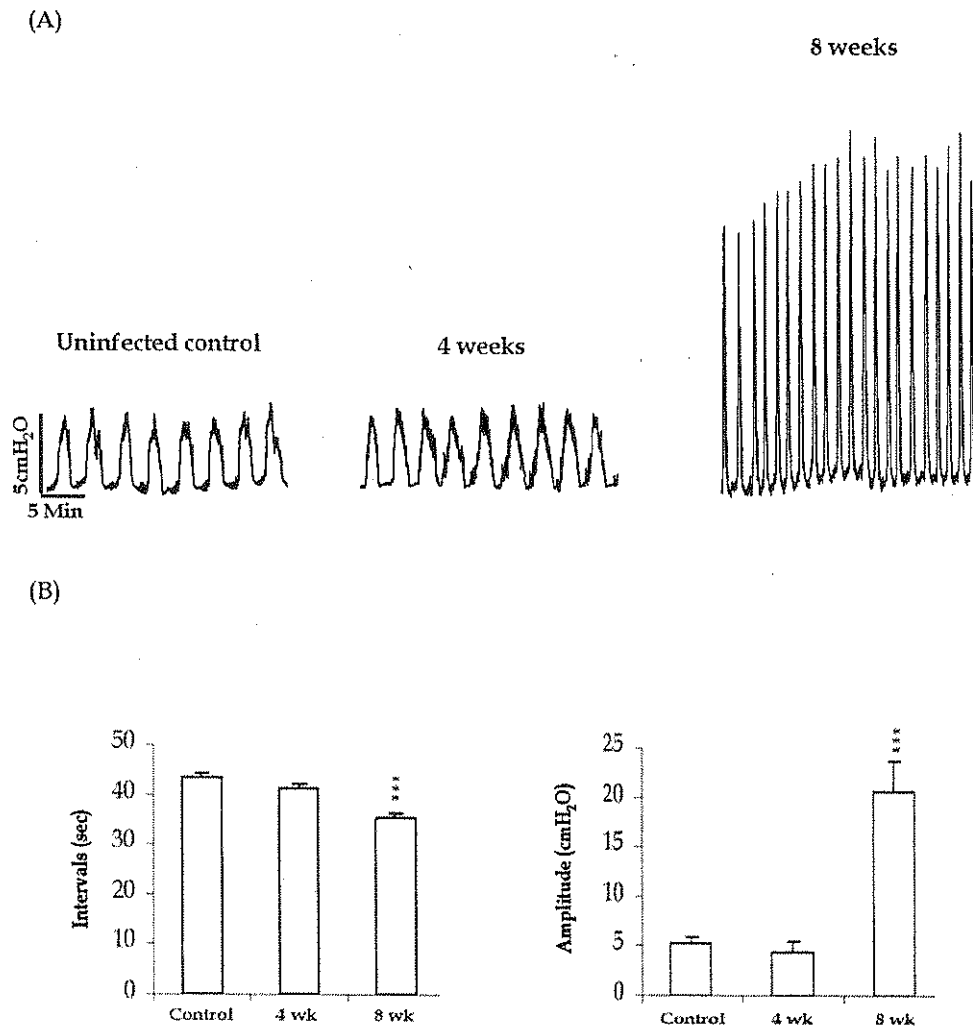 (A)
8 weeks
Uninfected control
4 weeks
5cmH₂O
5 Min
(B)
50
40
30
20
10
0
Intervals (sec)
***
Control
4 wk
8 wk
25
20
15
10
5
0
Amplitude (cmH₂O)
***
Control
4 wk
8 wk